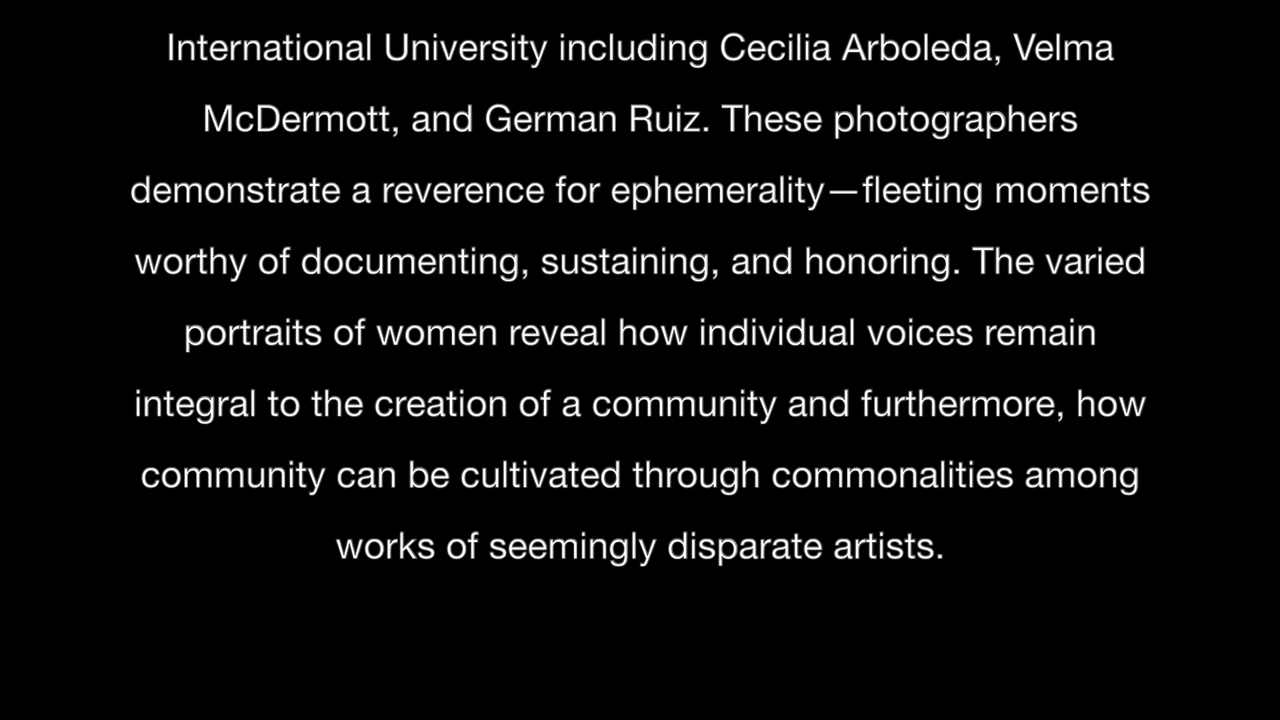 International University including Cecilia Arboleda, Velma
McDermott, and German Ruiz. These photographers
demonstrate a reverence for ephemerality—fleeting moments
worthy of documenting, sustaining, and honoring. The varied
portraits of women reveal how individual voices remain
integral to the creation of a community and furthermore, how
community can be cultivated through commonalities among
works of seemingly disparate artists.